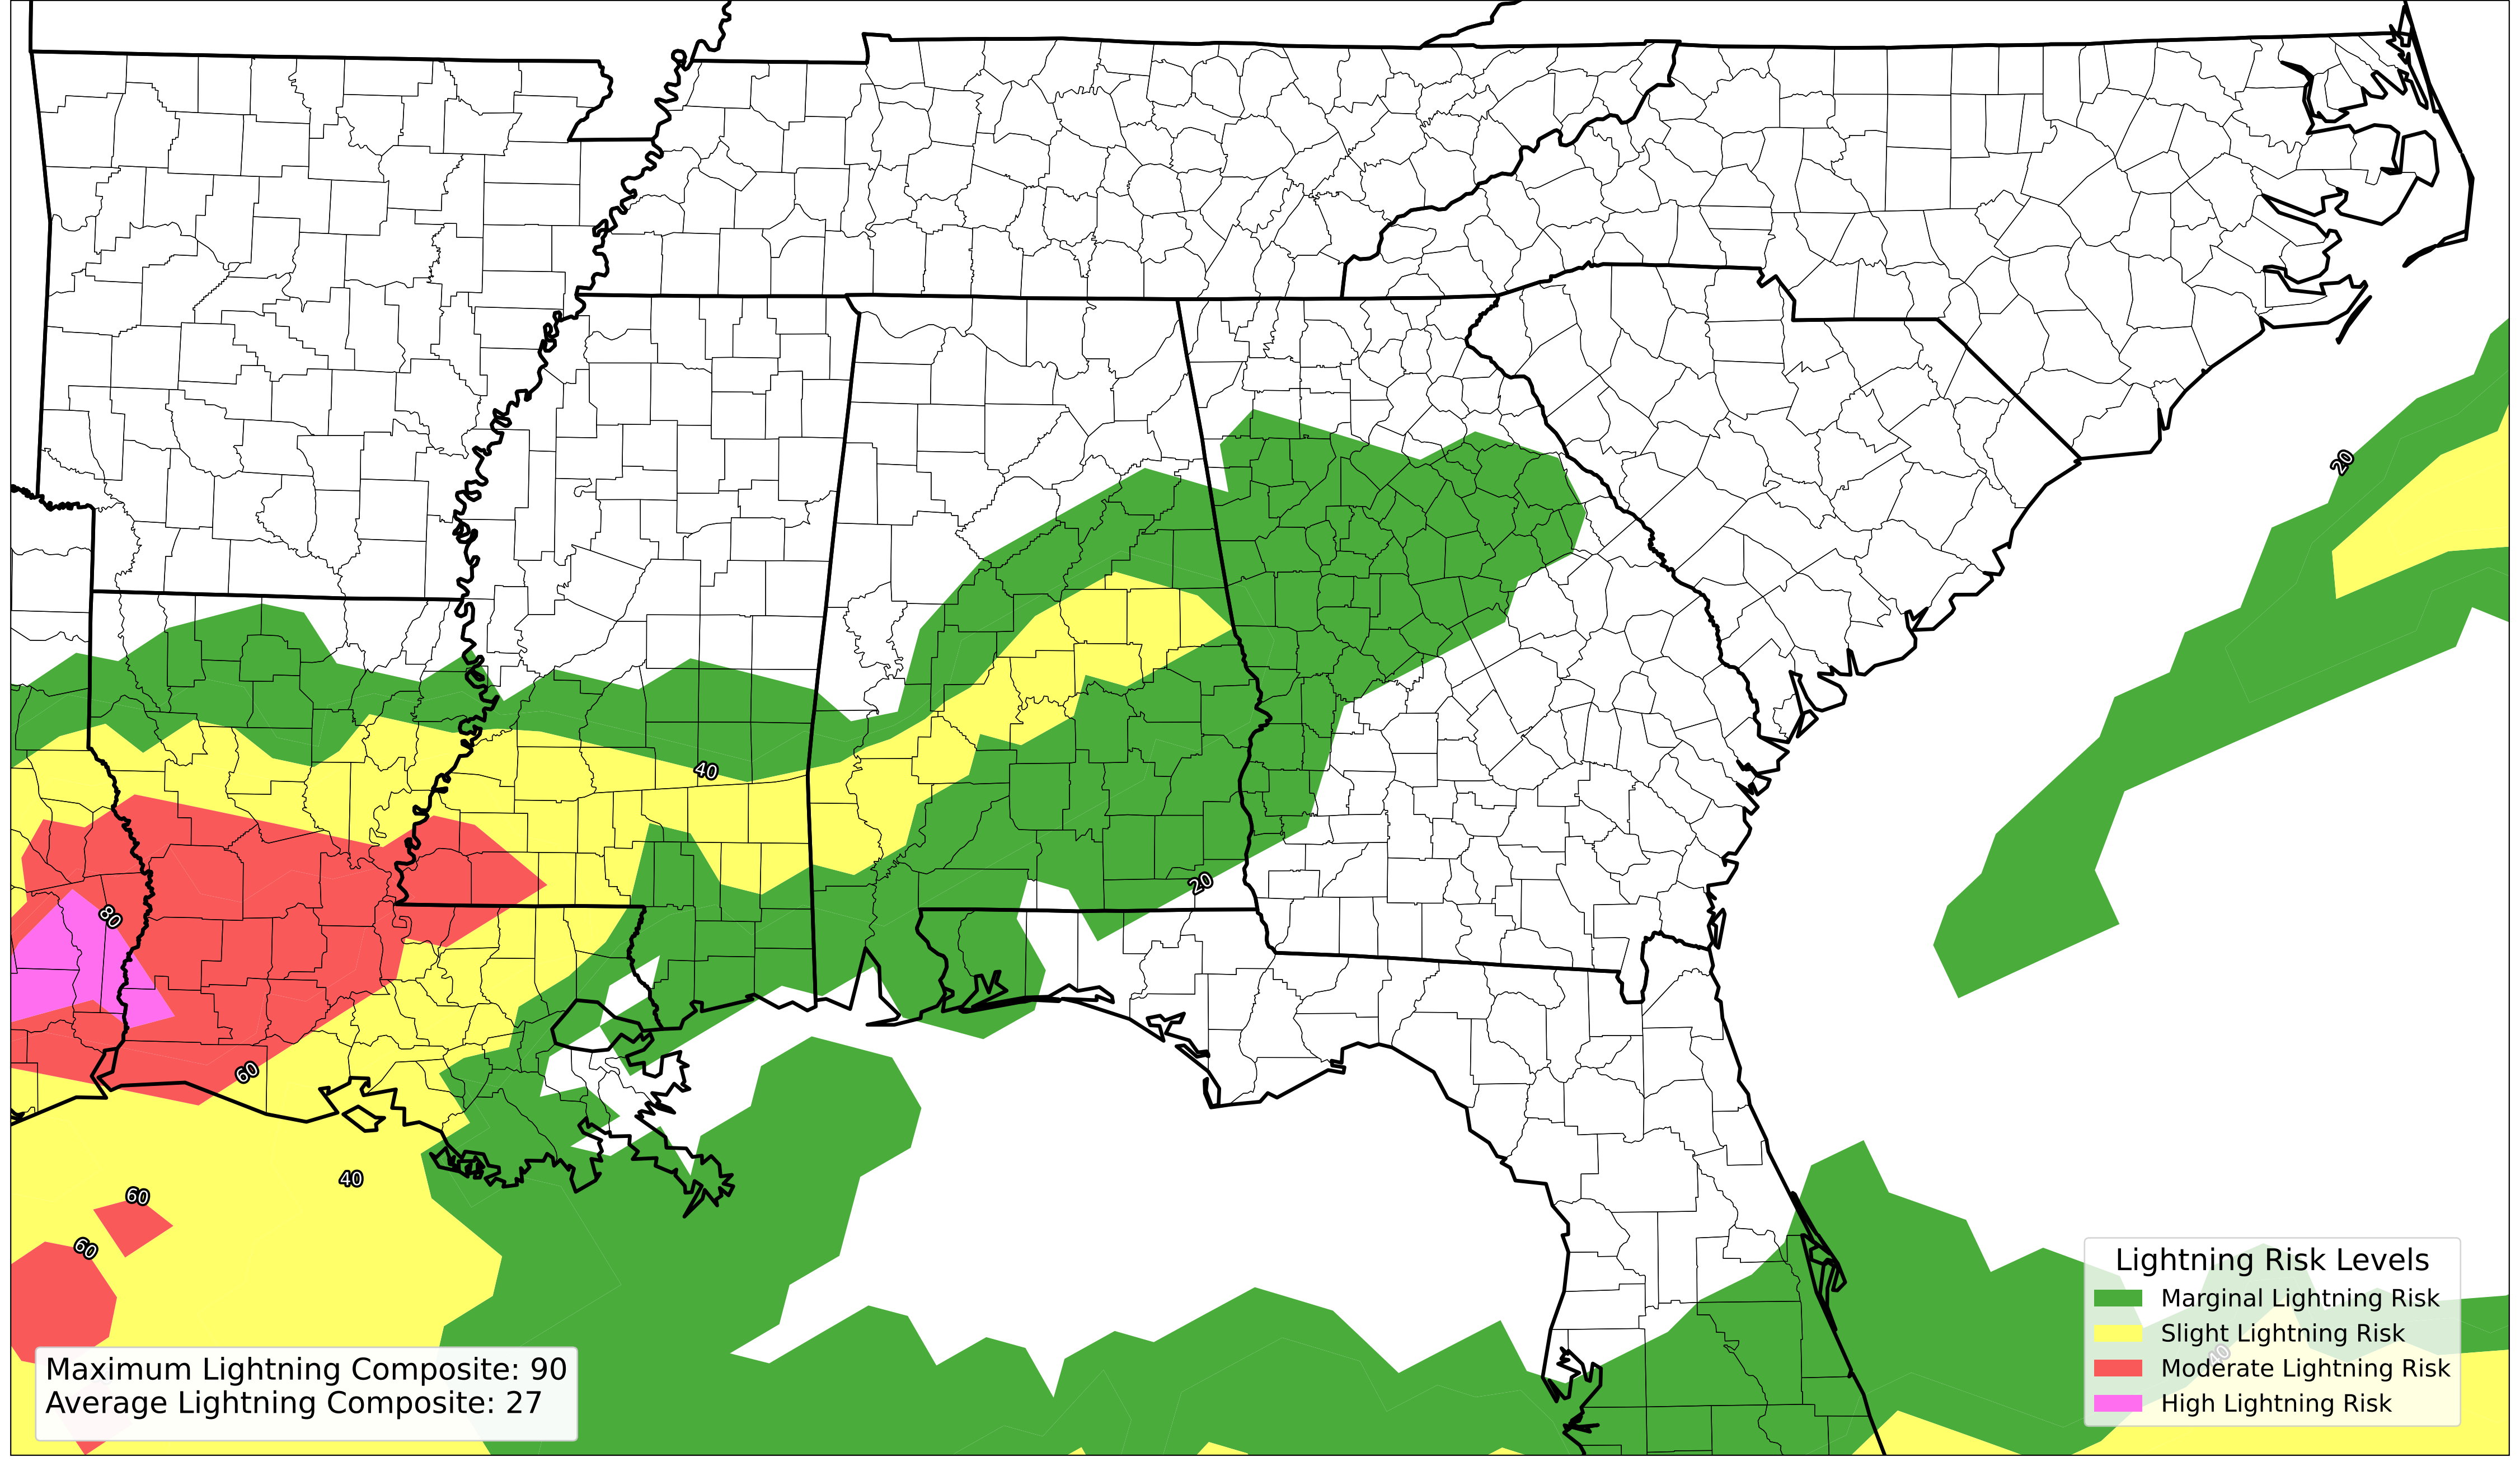 20
40
20
80
60
40
60
60
40
Lightning Risk Levels
Marginal Lightning Risk
Slight Lightning Risk
Moderate Lightning Risk
High Lightning Risk
Maximum Lightning Composite: 90
Average Lightning Composite: 27